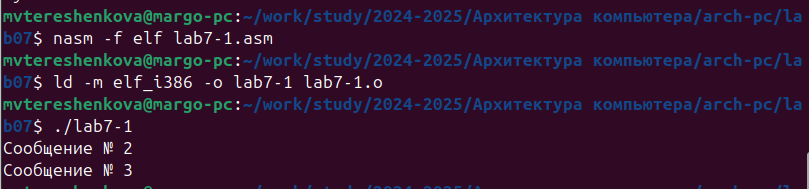 mvtereshenkova@margo-pc:~/work/study/2024-2025/Архитектура компьютера/arch-pc/la
b07$ nasm -f elf lab7-1.asm
mvtereshenkova@margo-pc:~/work/study/2024-2025/Архитектура компьютера/arch-pc/la
b07$ ld -m elf_i386 -o lab7-1 lab7-1.o
mvtereshenkova@margo-pc:~/work/study/2024-2025/Архитектура компьютера/arch-pc/la
b07$ ./lab7-1
Сообщение № 2
Сообщение № 3